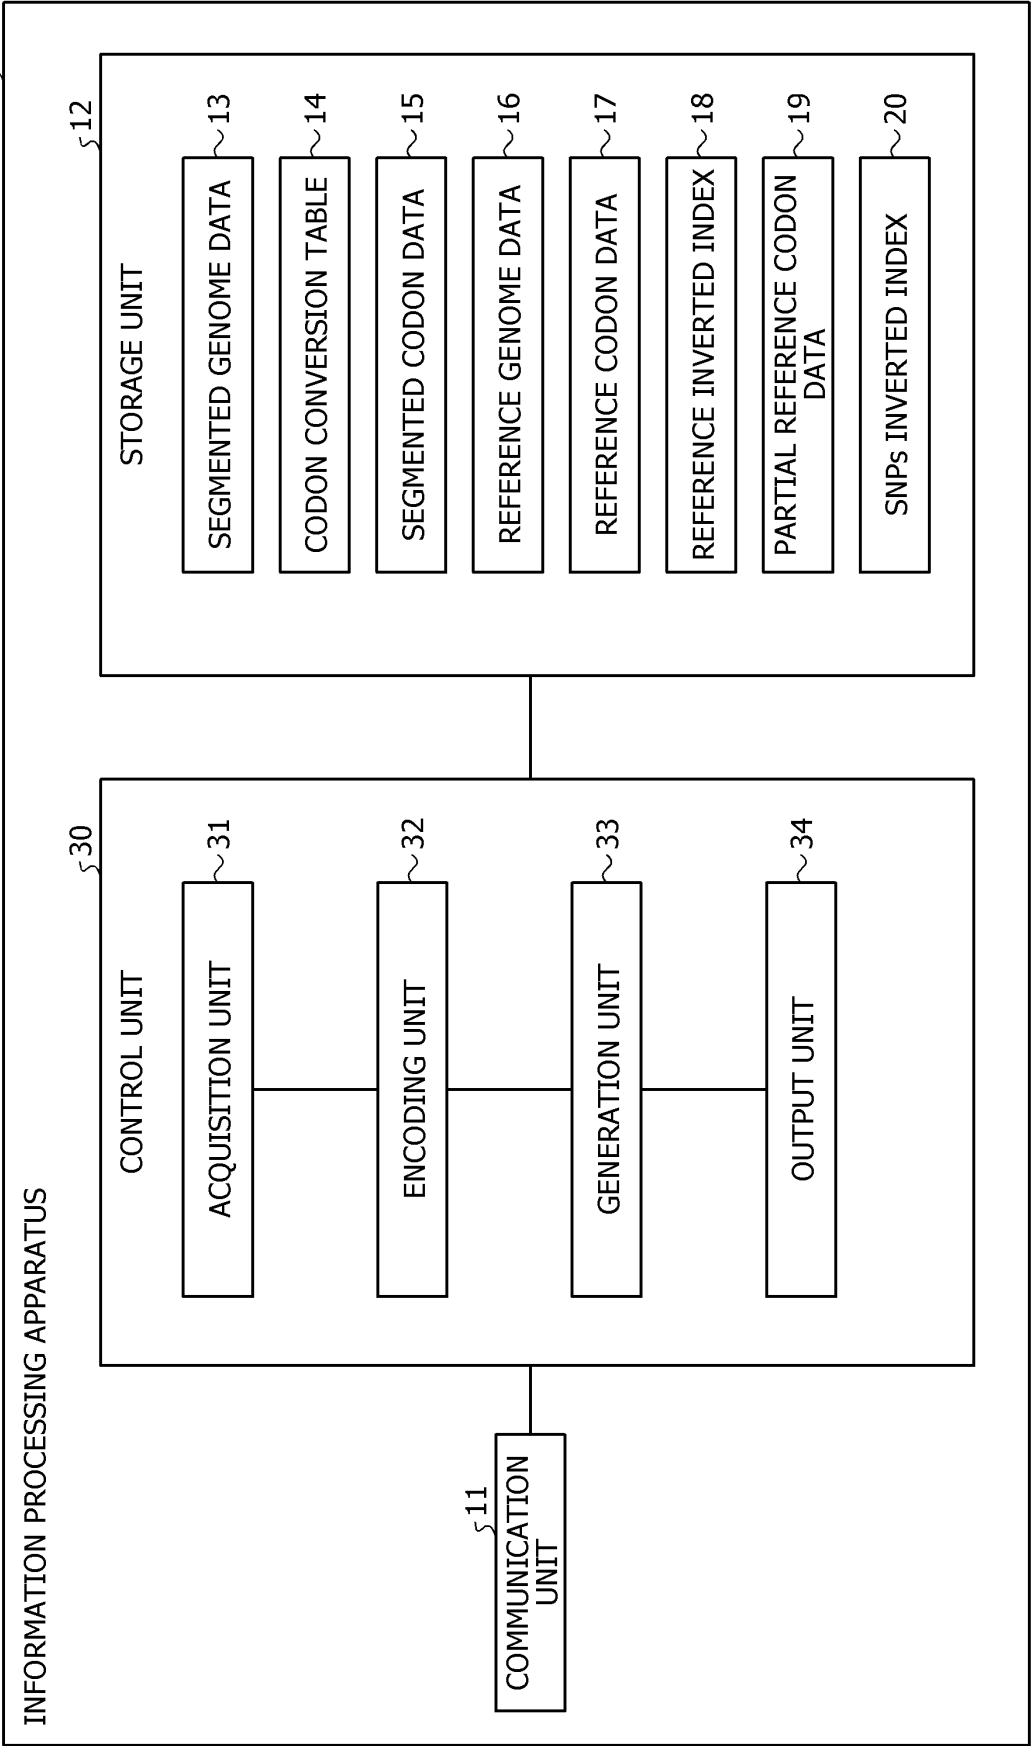 INFORMATION PROCESSING APPARATUS
11
COMMUNICATION
UNIT
30
CONTROL UNIT
ACQUISITION UNIT
31
ENCODING UNIT
32
GENERATION UNIT
33
OUTPUT UNIT
34
12
STORAGE UNIT
SEGMENTED GENOME DATA
13
CODON CONVERSION TABLE
14
SEGMENTED CODON DATA
15
REFERENCE GENOME DATA
16
REFERENCE CODON DATA
17
REFERENCE INVERTED INDEX
18
PARTIAL REFERENCE CODON
DATA
19
SNPs INVERTED INDEX
20